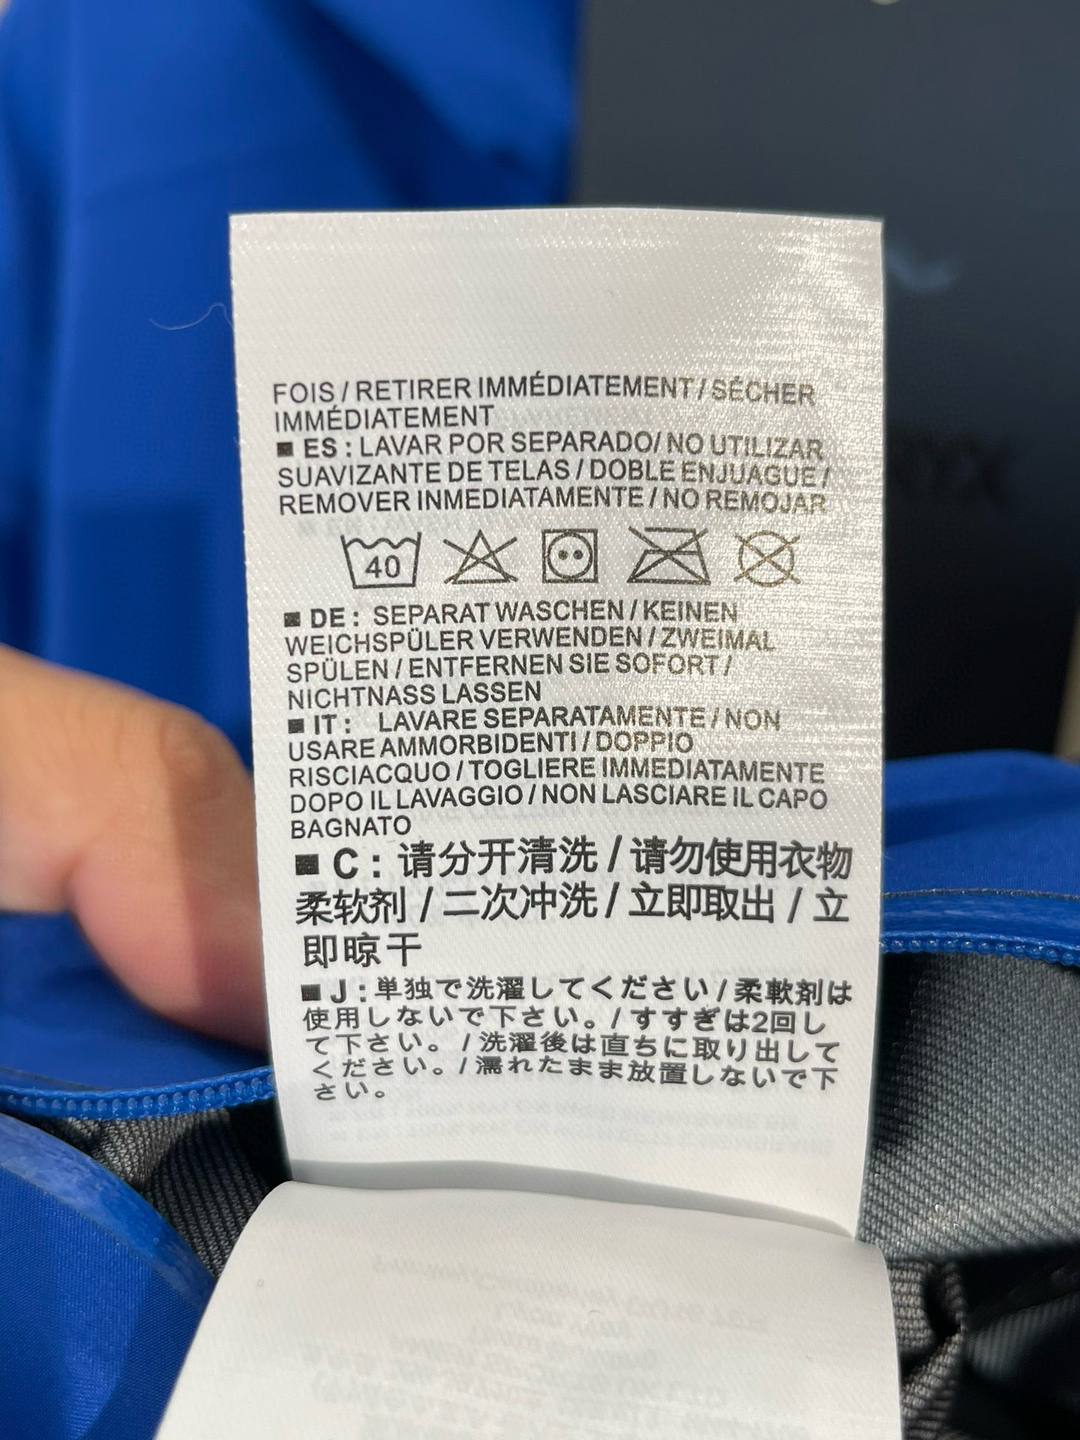 FOIS / RETIRER IMMÉDIATEMENT / SÉCHER
IMMÉDIATEMENT
■ ES : LAVAR POR SEPARADO/ NO UTILIZAR
SUAVIZANTE DE TELAS / DOBLE ENJUAGUE /
REMOVER INMEDIATAMENTE / NO REMOJAR
40
■ DE : SEPARAT WASCHEN / KEINEN
WEICHSPÜLER VERWENDEN / ZWEIMAL
SPÜLEN / ENTFERNEN SIE SOFORT /
NICHTNASS LASSEN
■ IT : LAVARE SEPARATAMENTE / NON
USARE AMMORBIDENTI / DOPPIO
RISCIACQUO / TOGLIERE IMMEDIATAMENTE
DOPO IL LAVAGGIO / NON LASCIARE IL CAPO
BAGNATO
■ C : 请分开清洗 / 请勿使用衣物
柔软剂 / 二次冲洗 / 立即取出 / 立
即晾干
■ J : 単独で洗濯してください / 柔軟剤は
使用しないで下さい。/ すすぎは2回し
て下さい。 / 洗濯後は直ちに取り出して
ください。/ 濡れたまま放置しないで下
さい。